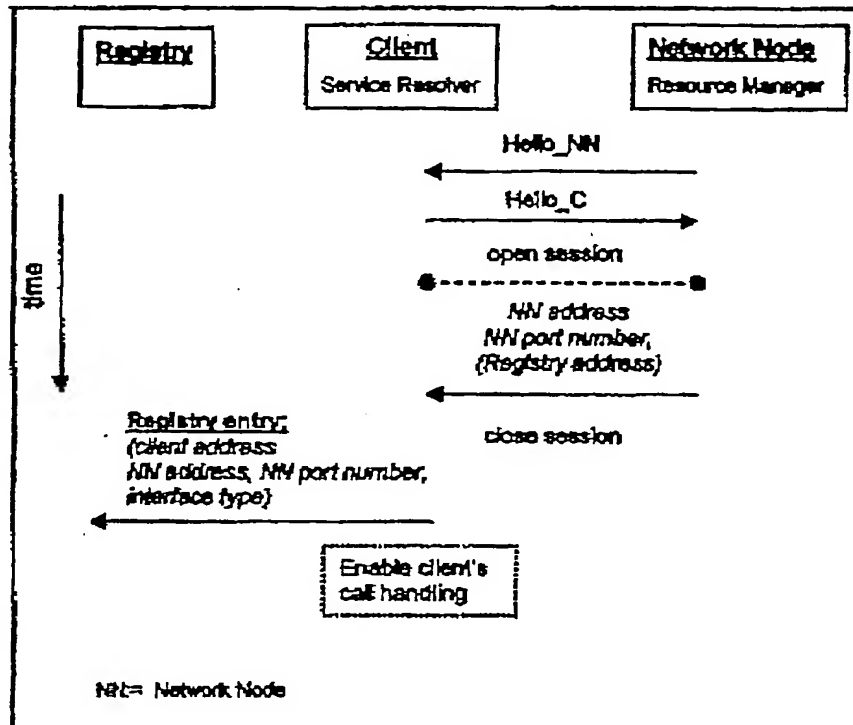 Registry
Client
Service Resolver
Network Node
Resource Manager
Hello_NN
Hello_C
open session
time
NN address
NN port number,
{Registry address}
close session
Registry entry:
{client address
NN address, NN port number,
interface type}
Enable client's
call handling
NN= Network Node